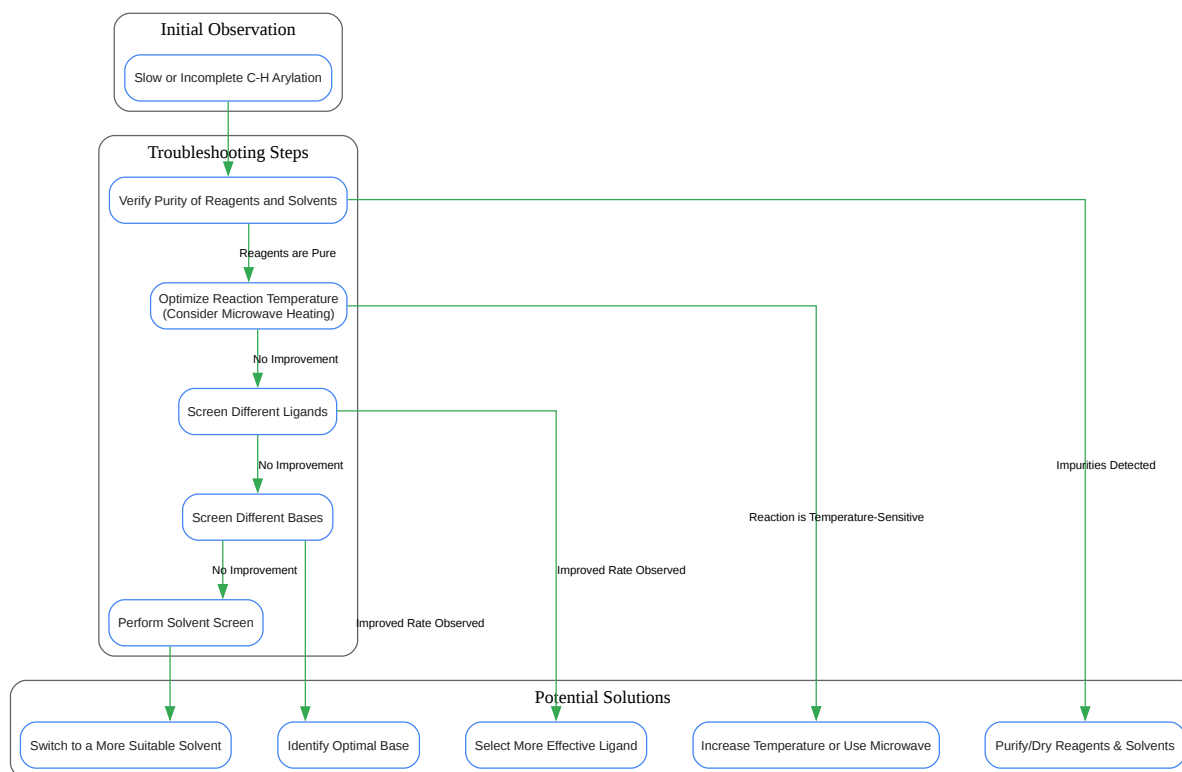 Initial Observation
Slow or Incomplete C-H Arylation
Troubleshooting Steps
Verify Purity of Reagents and Solvents
Reagents are Pure
Optimize Reaction Temperature
(Consider Microwave Heating)
No Improvement
Screen Different Ligands
No Improvement
Impurities Detected
Screen Different Bases
Reaction is Temperature-Sensitive
No Improvement
Improved Rate Observed
Perform Solvent Screen
Improved Rate Observed
Potential Solutions
Switch to a More Suitable Solvent
Identify Optimal Base
Select More Effective Ligand
Increase Temperature or Use Microwave
Purify/Dry Reagents & Solvents